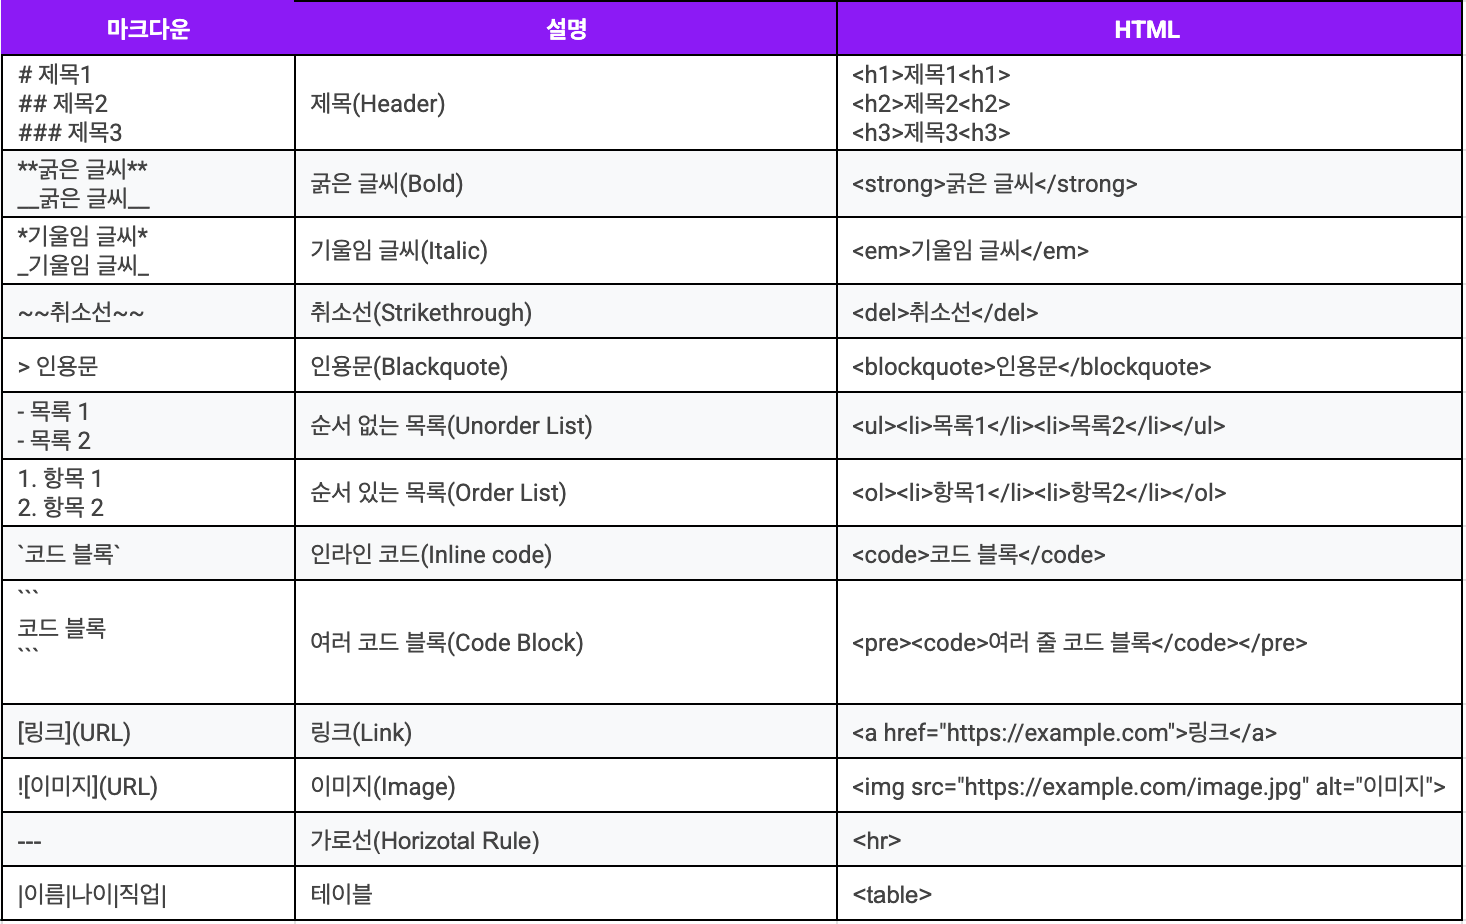 마크다운 설명 HTML
# 제목1
## 제목2
### 제목3
제목(Header)
<h1>제목1<h1>
<h2>제목2<h2>
<h3>제목3<h3>
**굵은 글씨**
__굵은 글씨__
굵은 글씨(Bold)
<strong>굵은 글씨</strong>
*기울임 글씨*
_기울임 글씨_
기울임 글씨(Italic)
<em>기울임 글씨</em>
~~취소선~~
취소선(Strikethrough)
<del>취소선</del>
> 인용문
인용문(Blackquote)
<blockquote>인용문</blockquote>
- 목록 1
- 목록 2
순서 없는 목록(Unorder List)
<ul><li>목록1</li><li>목록2</li></ul>
1. 항목 1
2. 항목 2
순서 있는 목록(Order List)
<ol><li>항목1</li><li>항목2</li></ol>
`코드 블록`
인라인 코드(Inline code)
<code>코드 블록</code>
```
코드 블록
```
여러 코드 블록(Code Block)
<pre><code>여러 줄 코드 블록</code></pre>
[링크](URL)
링크(Link)
<a href="https://example.com">링크</a>
![이미지](URL)
이미지(Image)
<img src="https://example.com/image.jpg" alt="이미지">
---
가로선(Horizotal Rule)
<hr>
|이름|나이|직업|
테이블
<table>